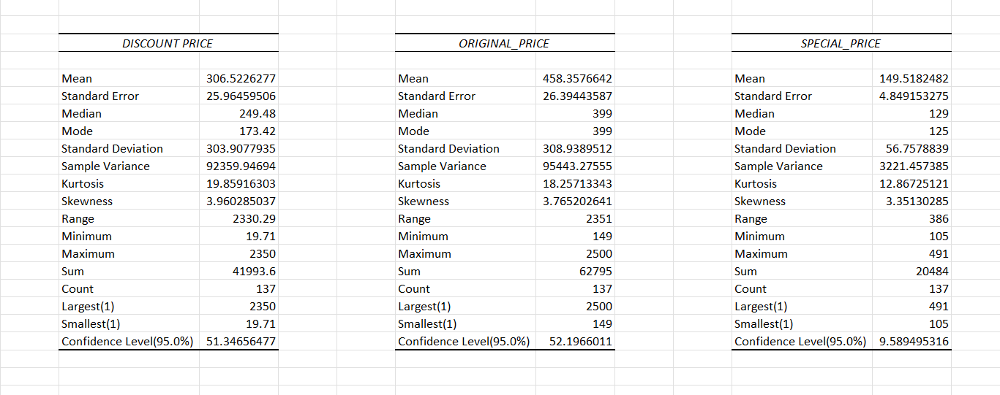 DISCOUNT PRICE ORIGINAL_PRICE SPECIAL_PRICE
Mean 306.5226277 Mean 458.3576642 Mean 149.5182482
Standard Error 25.96459506 Standard Error 26.39443587 Standard Error 4.849153275
Median 249.48 Median 399 Median 129
Mode 173.42 Mode 399 Mode 125
Standard Deviation 303.9077935 Standard Deviation 308.9389512 Standard Deviation 56.7578839
Sample Variance 92359.94694 Sample Variance 95443.27555 Sample Variance 3221.457385
Kurtosis 19.85916303 Kurtosis 18.25713343 Kurtosis 12.86725121
Skewness 3.960285037 Skewness 3.765202641 Skewness 3.35130285
Range 2330.29 Range 2351 Range 386
Minimum 19.71 Minimum 149 Minimum 105
Maximum 2350 Maximum 2500 Maximum 491
Sum 41993.6 Sum 62795 Sum 20484
Count 137 Count 137 Count 137
Largest(1) 2350 Largest(1) 2500 Largest(1) 491
Smallest(1) 19.71 Smallest(1) 149 Smallest(1) 105
Confidence Level(95.0%) 51.34656477 Confidence Level(95.0%) 52.1966011 Confidence Level(95.0%) 9.589495316